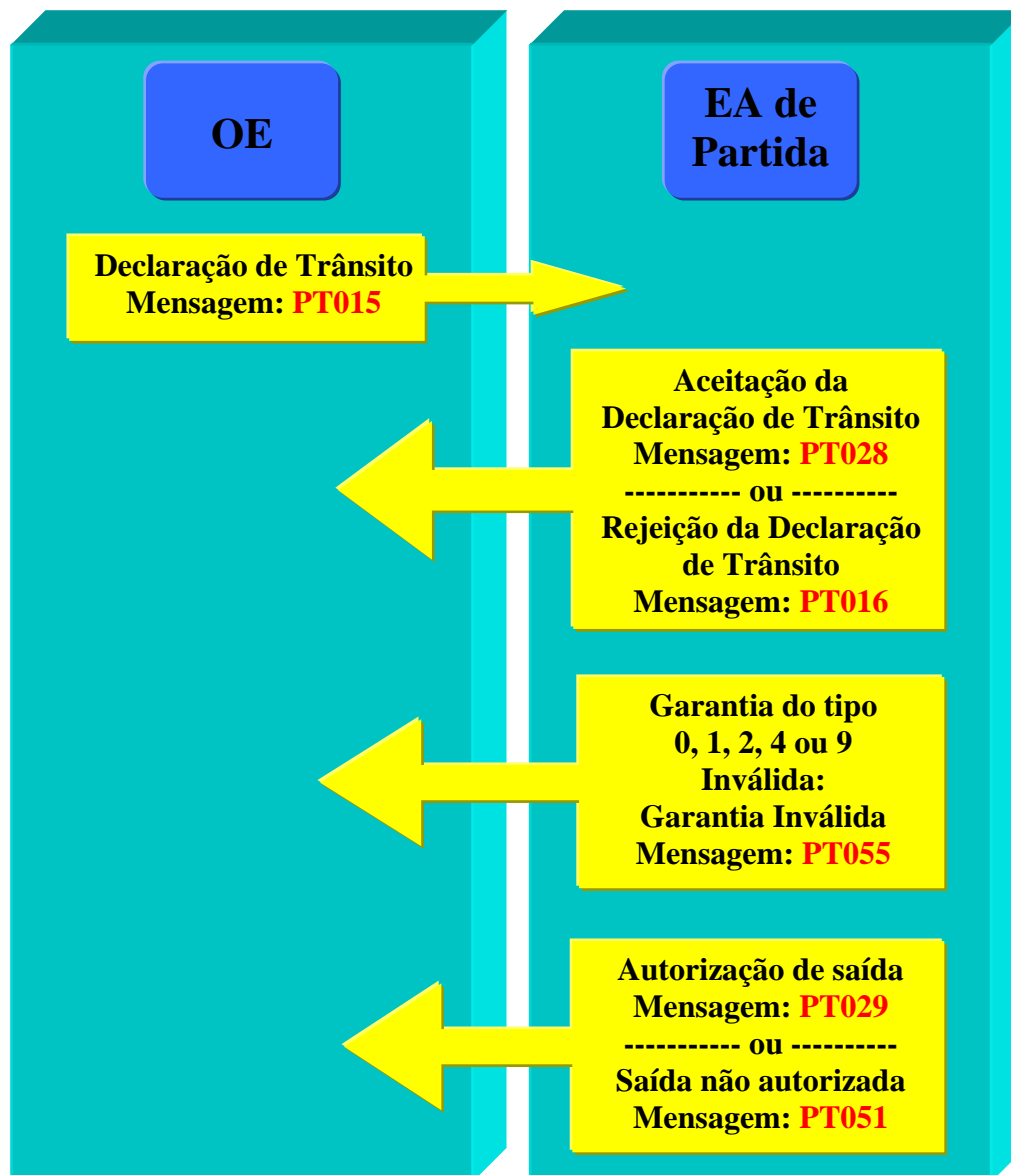 OE
EA de
Partida
Declaração de Trânsito
Mensagem: PT015
Aceitação da
Declaração de Trânsito
Mensagem: PT028
----------- ou ----------
Rejeição da Declaração
de Trânsito
Mensagem: PT016
Garantia do tipo
0, 1, 2, 4 ou 9
Inválida:
Garantia Inválida
Mensagem: PT055
Autorização de saída
Mensagem: PT029
----------- ou ----------
Saída não autorizada
Mensagem: PT051